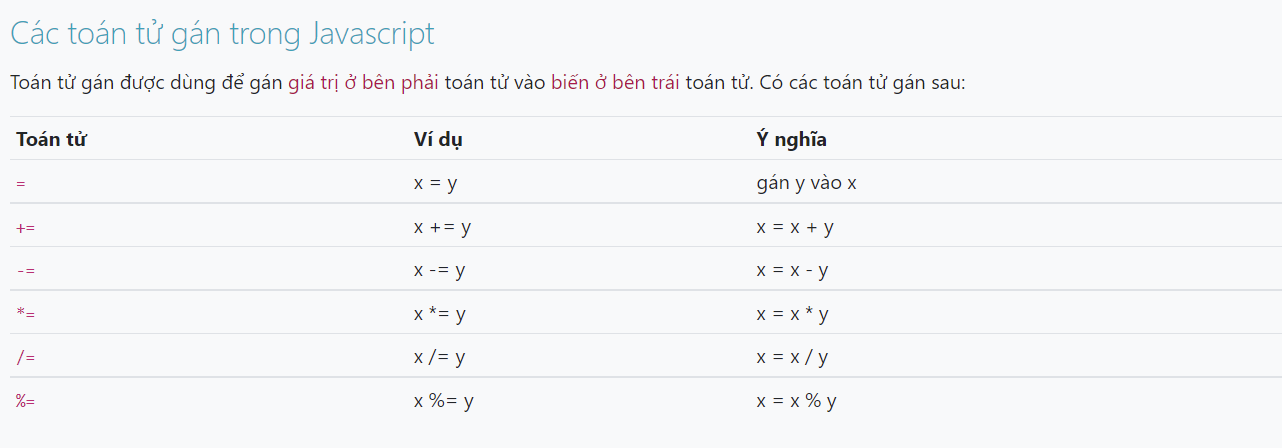 Các toán tử gán trong Javascript
Toán tử gán được dùng để gán giá trị ở bên phải toán tử vào biến ở bên trái toán tử. Có các toán tử gán sau:
Toán tử Ví dụ Ý nghĩa
= x = y gán y vào x
+= x += y x = x + y
-= x -= y x = x - y
*= x *= y x = x * y
/= x /= y x = x / y
%= x %= y x = x % y